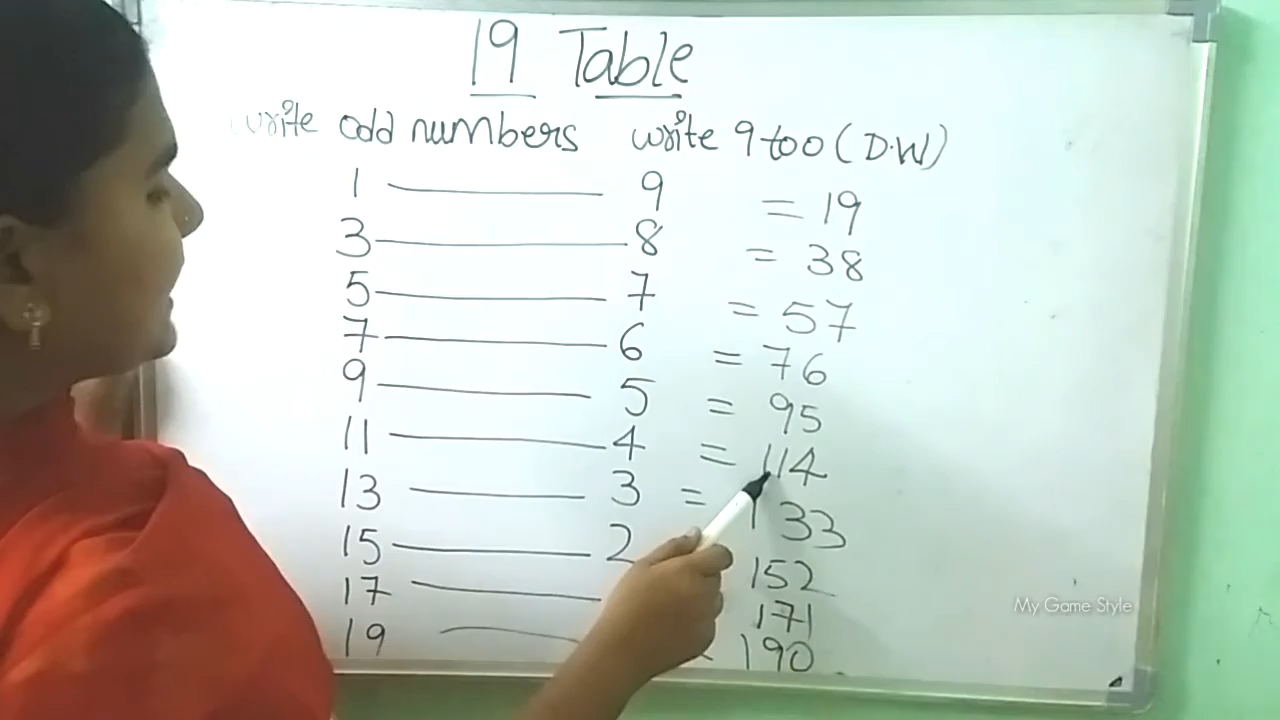 19 Table
write odd numbers write 9 to 0 (D.W)
1 9 = 19
3 8 = 38
5 7 = 57
7 6 = 76
9 5 = 95
11 4 = 114
13 3 = 133
15 2 152
17 171
19 190
My Game Style